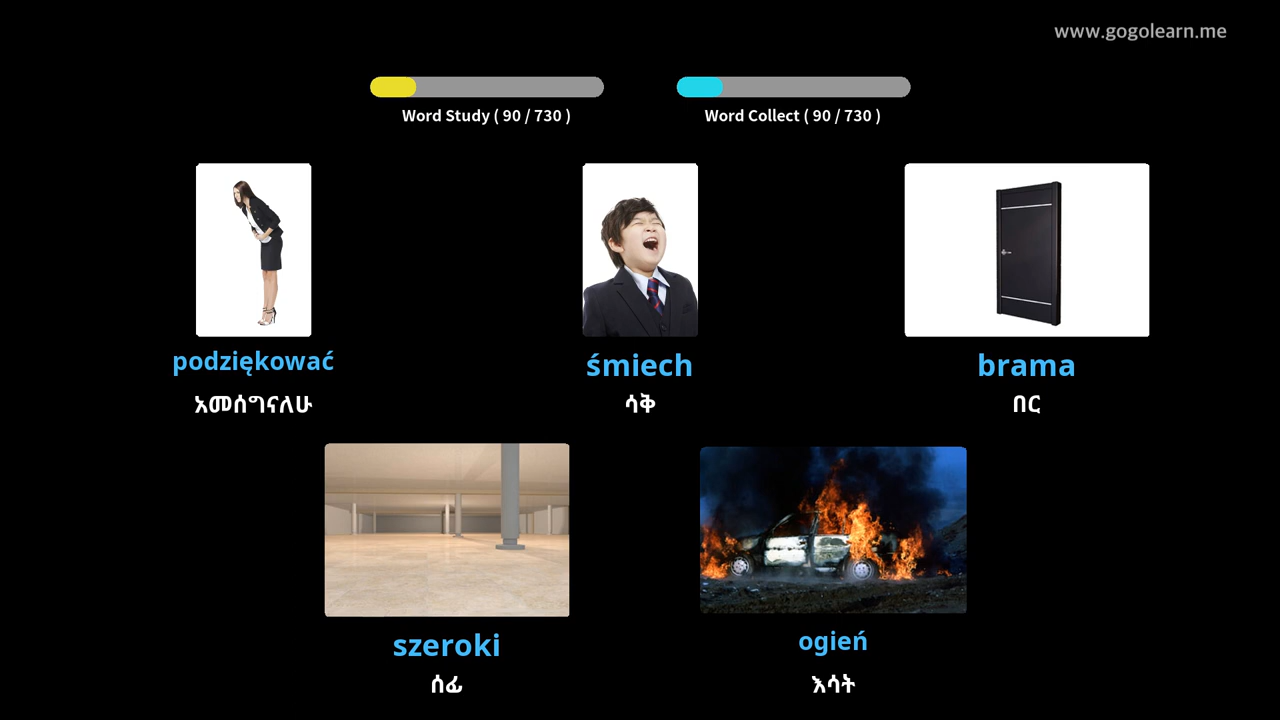 www.gogolearn.me
Word Study ( 90 / 730 )
Word Collect ( 90 / 730 )
podziękować
አመሰግናለሁ
śmiech
ሳቅ
brama
በር
szeroki
ሰፊ
ogień
እሳት